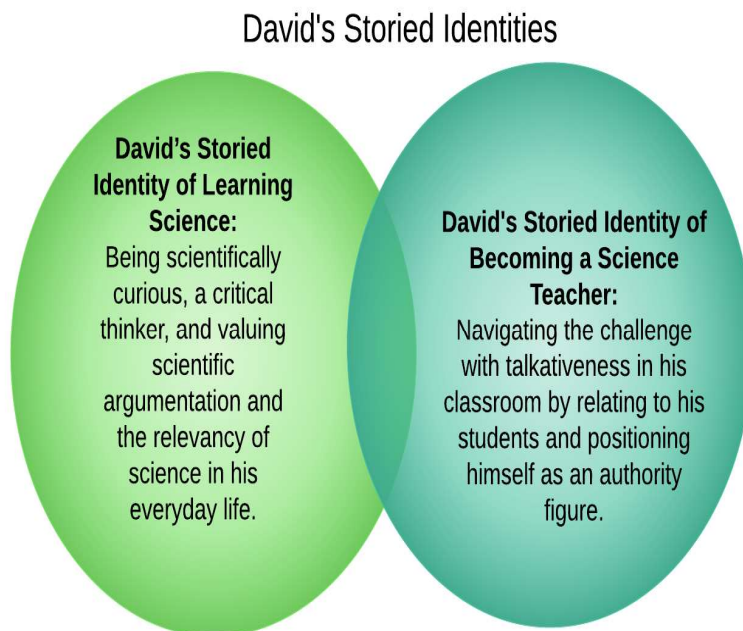 David's Storied Identities
David’s Storied
Identity of Learning
Science:
Being scientifically
curious, a critical
thinker, and valuing
scientific
argumentation and
the relevancy of
science in his
everyday life.
David's Storied Identity of
Becoming a Science
Teacher:
Navigating the challenge
with talkativeness in his
classroom by relating to his
students and positioning
himself as an authority
figure.